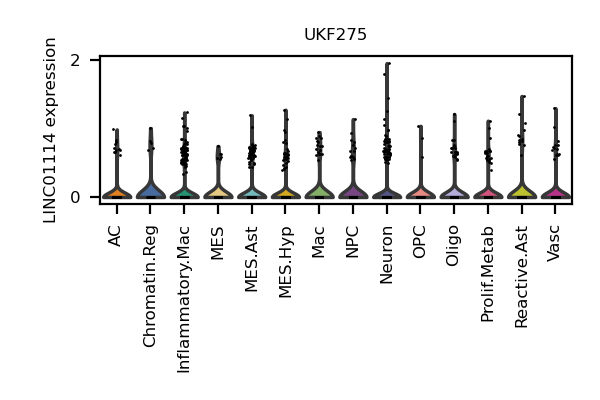 UKF275
LINC01114 expression
2
0
AC
Chromatin.Reg
Inflammatory.Mac
MES
MES.Ast
MES.Hyp
Mac
NPC
Neuron
OPC
Oligo
Prolif.Metab
Reactive.Ast
Vasc